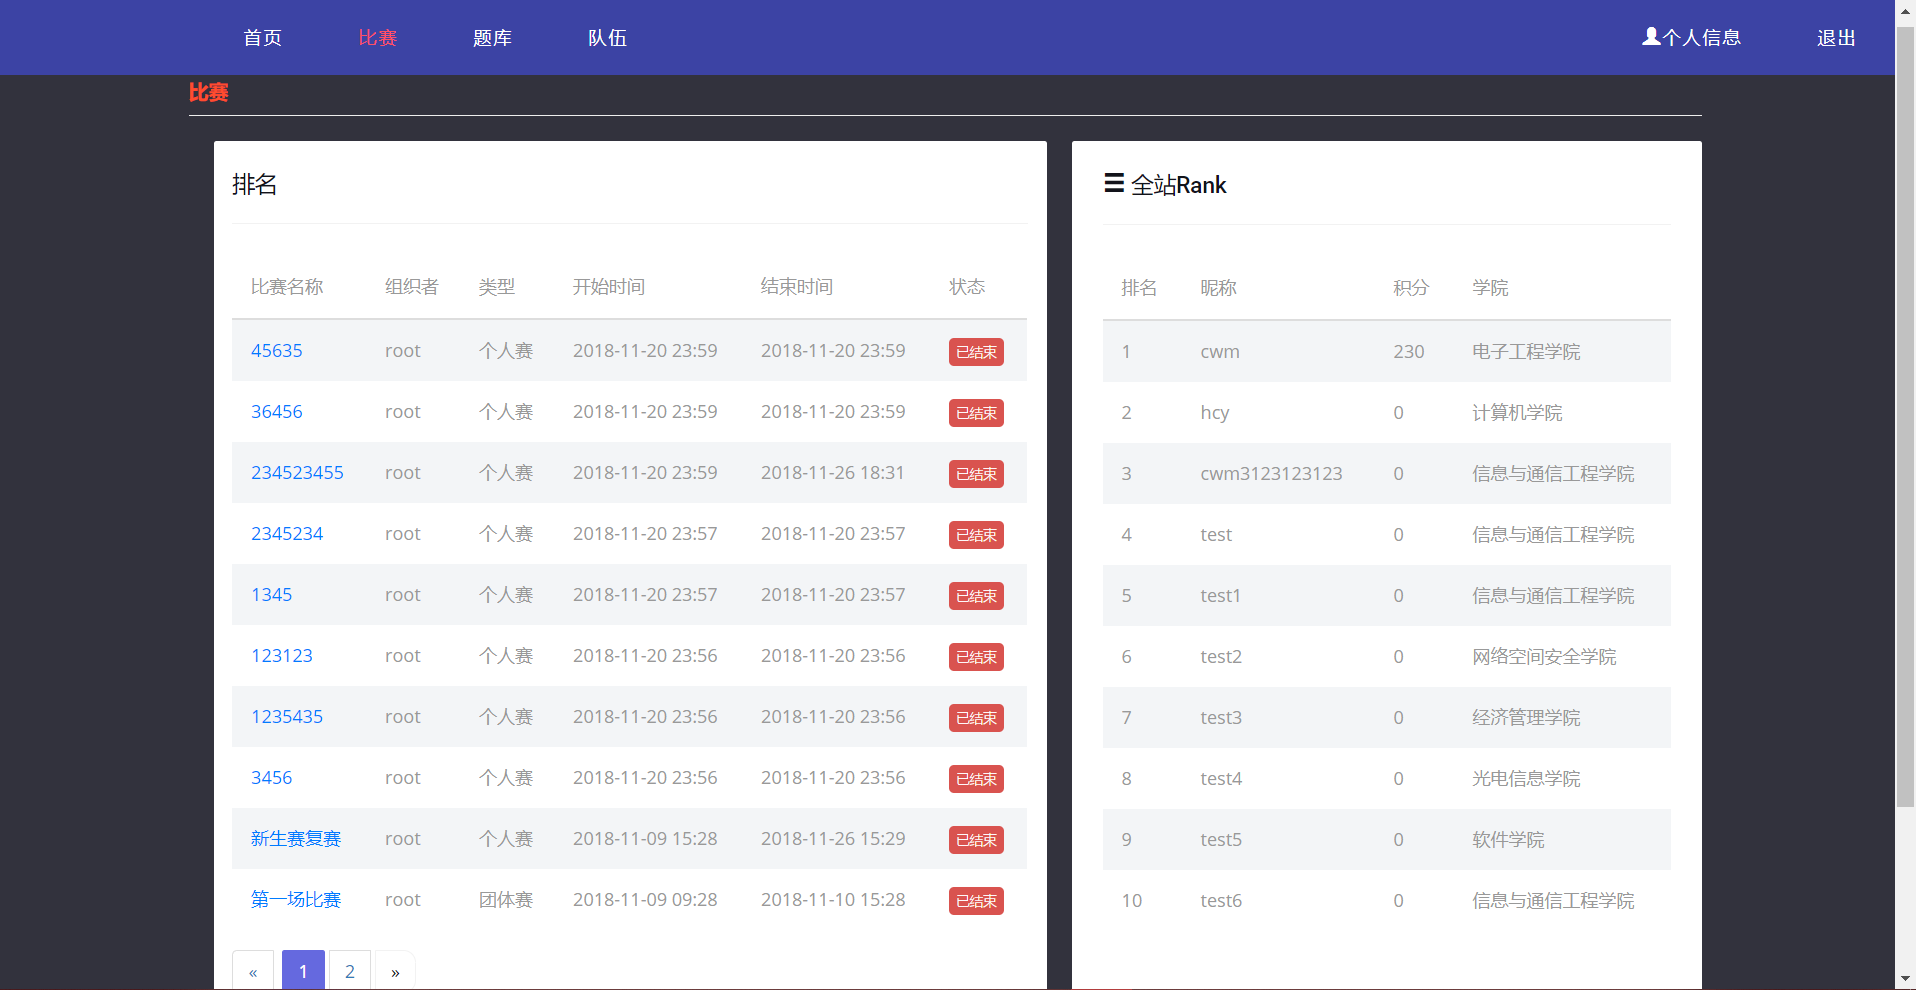 首页 比赛 题库 队伍 个人信息 退出
比赛
排名
比赛名称 组织者 类型 开始时间 结束时间 状态
45635 root 个人赛 2018-11-20 23:59 2018-11-20 23:59 已结束
36456 root 个人赛 2018-11-20 23:59 2018-11-20 23:59 已结束
234523455 root 个人赛 2018-11-20 23:59 2018-11-26 18:31 已结束
2345234 root 个人赛 2018-11-20 23:57 2018-11-20 23:57 已结束
1345 root 个人赛 2018-11-20 23:57 2018-11-20 23:57 已结束
123123 root 个人赛 2018-11-20 23:56 2018-11-20 23:56 已结束
1235435 root 个人赛 2018-11-20 23:56 2018-11-20 23:56 已结束
3456 root 个人赛 2018-11-20 23:56 2018-11-20 23:56 已结束
新生赛复赛 root 个人赛 2018-11-09 15:28 2018-11-26 15:29 已结束
第一场比赛 root 团体赛 2018-11-09 09:28 2018-11-10 15:28 已结束
« 1 2 »
全站Rank
排名 昵称 积分 学院
1 cwm 230 电子工程学院
2 hcy 0 计算机学院
3 cwm3123123123 0 信息与通信工程学院
4 test 0 信息与通信工程学院
5 test1 0 信息与通信工程学院
6 test2 0 网络空间安全学院
7 test3 0 经济管理学院
8 test4 0 光电信息学院
9 test5 0 软件学院
10 test6 0 信息与通信工程学院